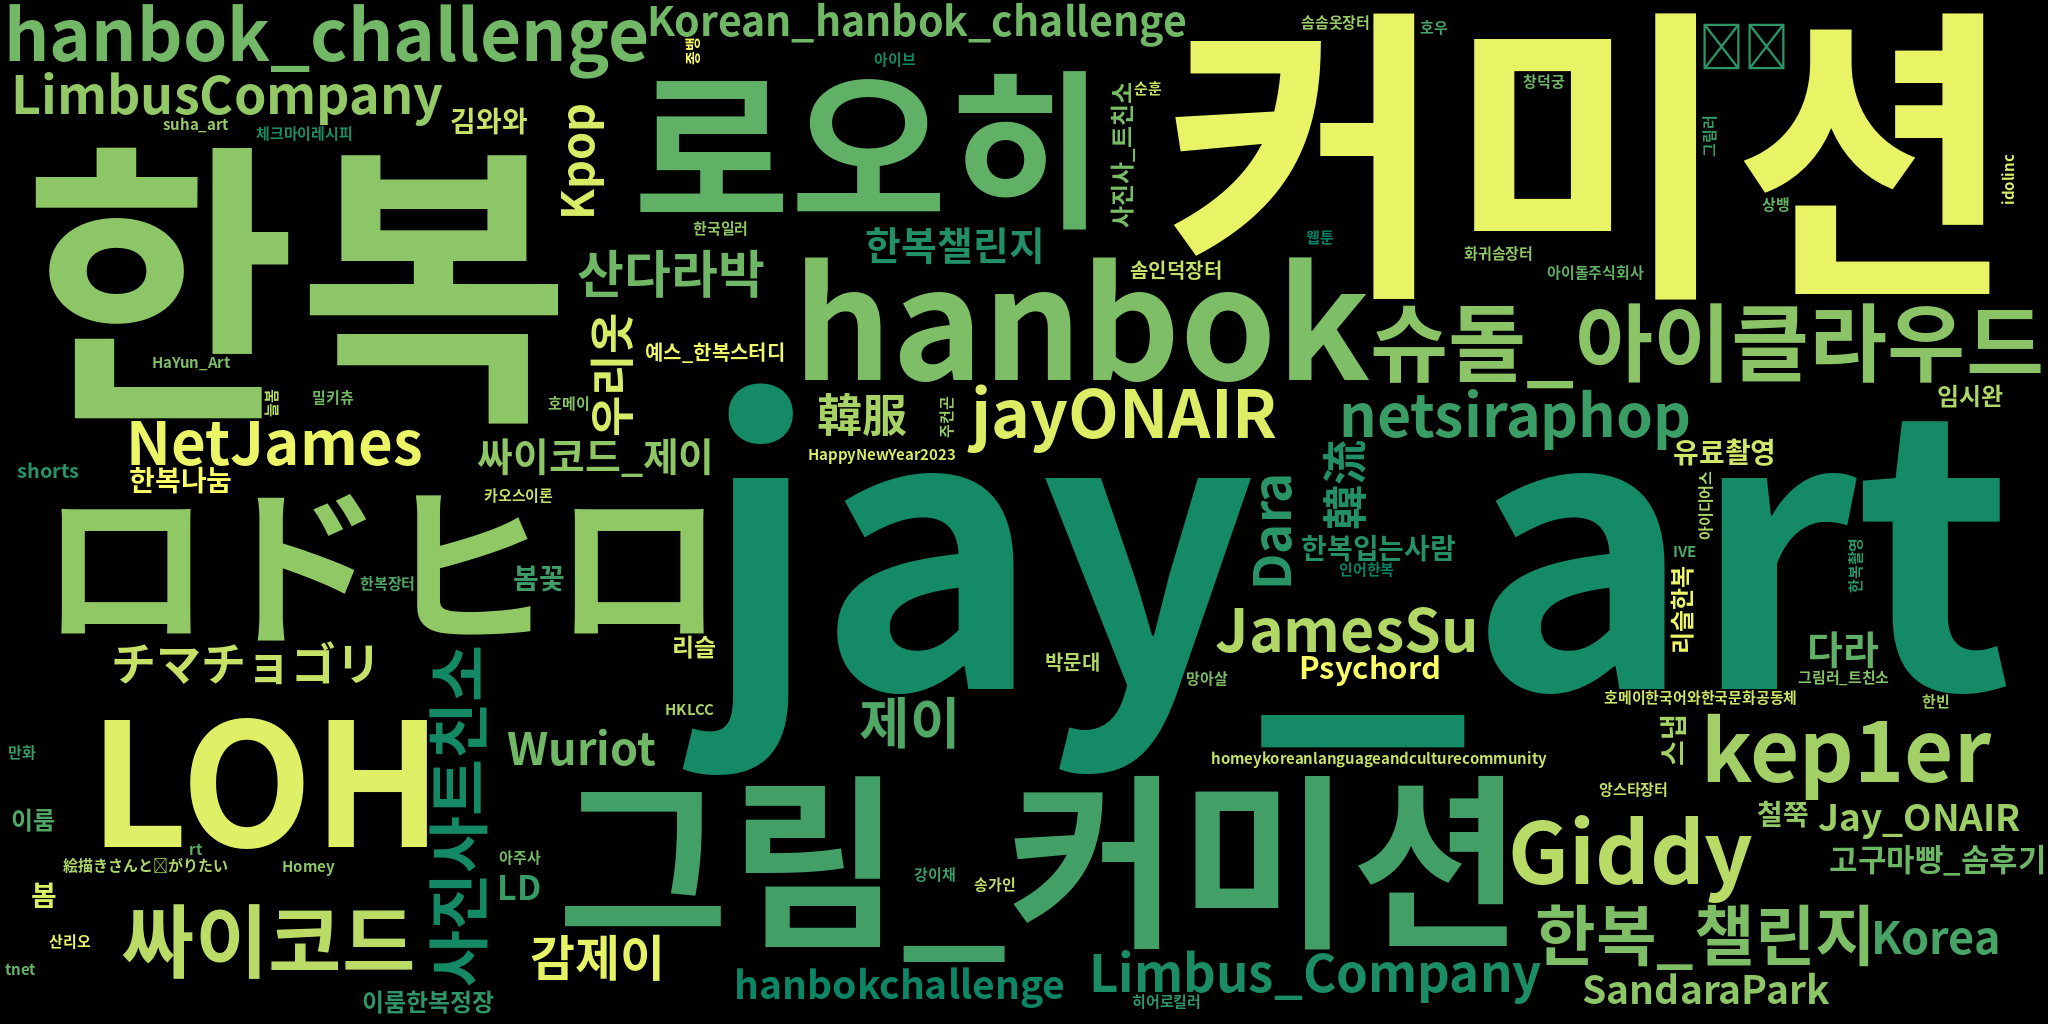 hanbok_challenge
Korean_hanbok_challenge
솜솜옷장터
호우
커미션
쫑뺑
아이브
LimbusCompany
로오히
창덕궁
순훈
suha_art
체크마이레시피
김와와
Kpop
사진사_트친소
그림러
idolinc
한복
한국일러
한복챌린지
웹툰
상뱅
화귀솜장터
산다라박
솜인덕장터
아이돌주식회사
hanbok
슈돌_아이클라우드
우리옷
예스_한복스터디
HaYun_Art
늘봄
밀키츄
호메이
韓服
주컨곤
jayONAIR
netsiraphop
임시완
NetJames
싸이코드_제이
HappyNewYear2023
韓流
유료촬영
shorts
한복나눔
카오스이론
jay_art
Dara
아이디어스
ロドヒロ
한복장터
봄꽃
한복입는사람
인어한복
IVE
리슬한복
한복촬영
チマチョゴリ
사진사트친소
리슬
박문대
망아살
JamesSu
Psychord
다라
그림러_트친소
호메이한국어와한국문화공동체
한빈
HKLCC
제이
LOH
Wuriot
homeykoreanlanguageandculturecommunity
스냅
kep1er
만화
그림_커미션
앙스타장터
이룸
철쭉
Jay_ONAIR
rt
Giddy
Homey
아주사
고구마빵_솜후기
LD
강이채
송가인
봄
싸이코드
한복_챌린지
Korea
산리오
감제이
tnet
hanbokchallenge
Limbus_Company
SandaraPark
이룸한복정장
히어로킬러